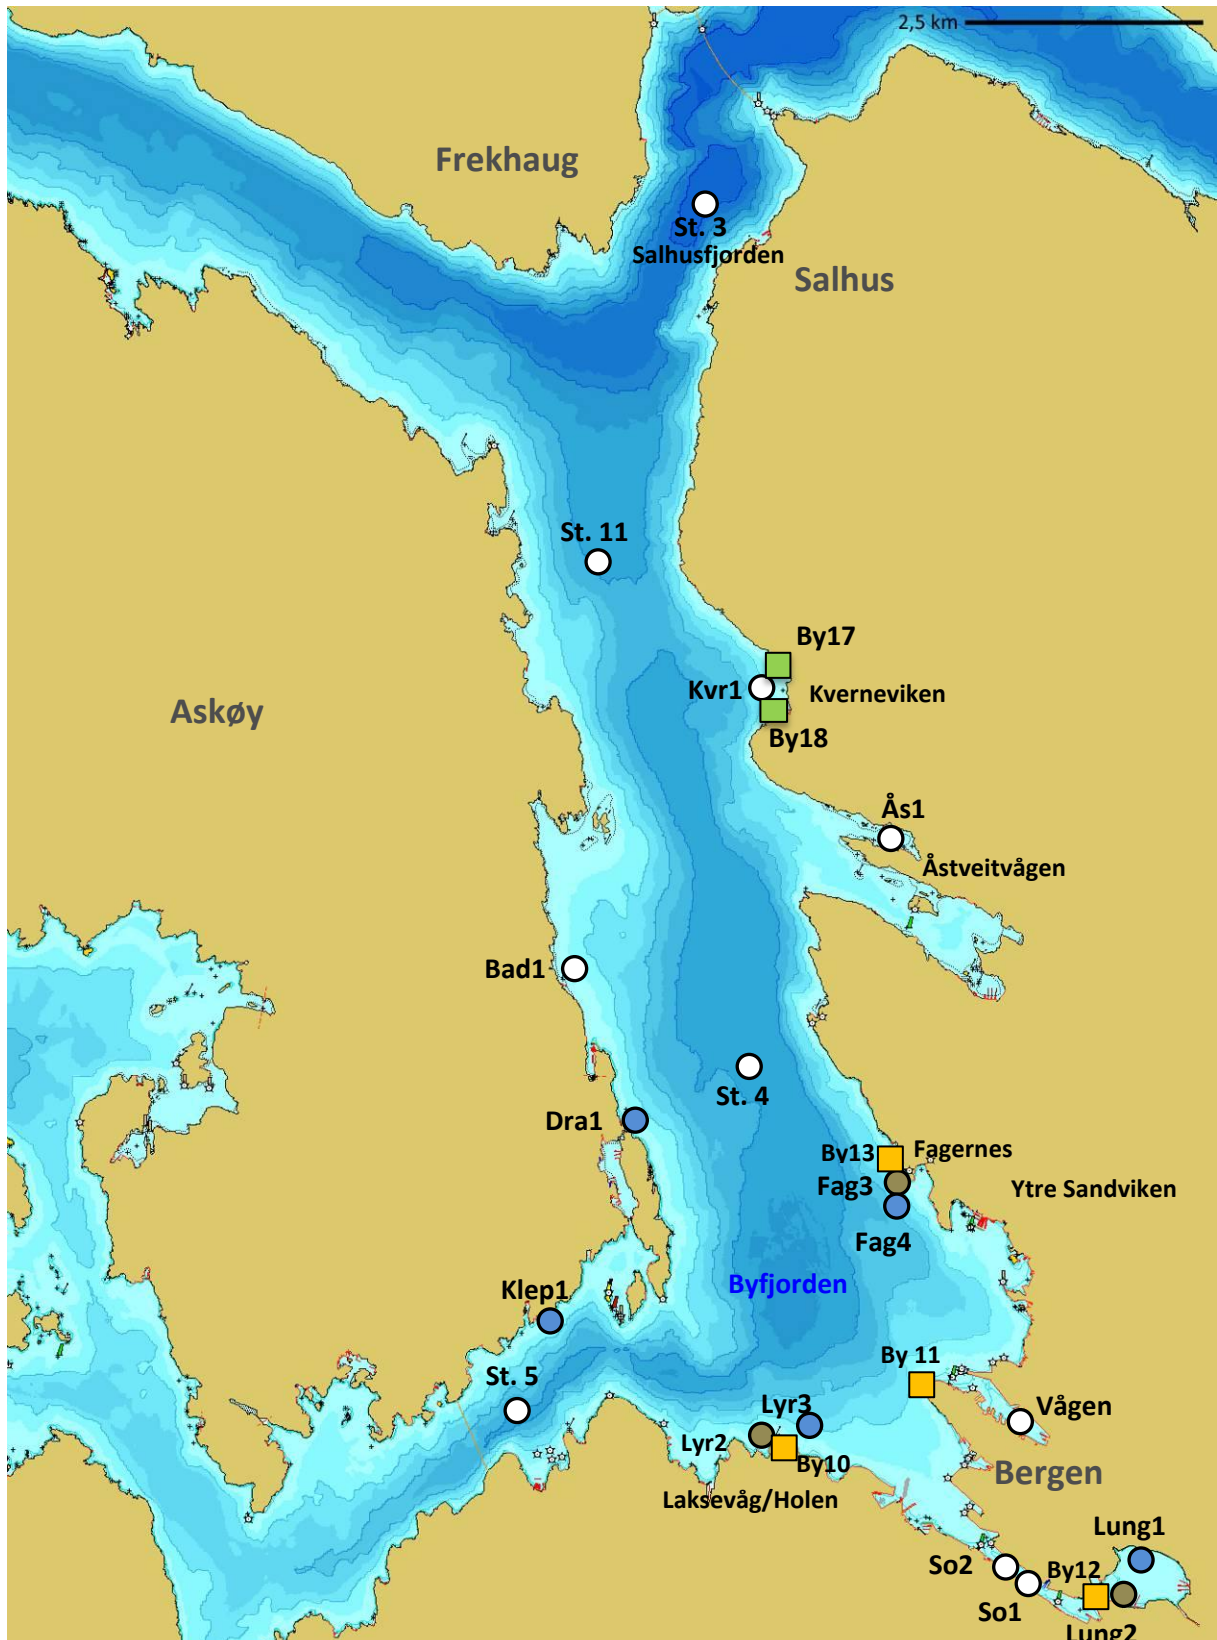 2,5 km
Frekhaug
St. 3
Salhusfjorden
Salhus
St. 11
By17
Kvr1
Kverneviken
Askøy
By18
Ås1
Åstveitvågen
Bad1
St. 4
Dra1
By13
Fagernes
Fag3
Ytre Sandviken
Fag4
Byfjorden
Klep1
By 11
St. 5
Lyr3
Vågen
Lyr2
By10
Bergen
Laksevåg/Holen
Lung1
So2
By12
So1
Lung2